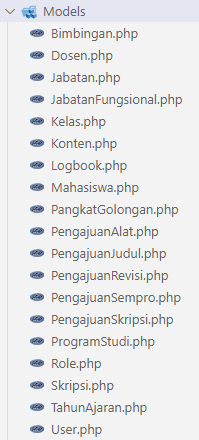 Models
Bimbingan.php
Dosen.php
Jabatan.php
JabatanFungsional.php
Kelas.php
Konten.php
Logbook.php
Mahasiswa.php
PangkatGolongan.php
PengajuanAlat.php
PengajuanJudul.php
PengajuanRevisi.php
PengajuanSempro.php
PengajuanSkripsi.php
ProgramStudi.php
Role.php
Skripsi.php
TahunAjaran.php
User.php